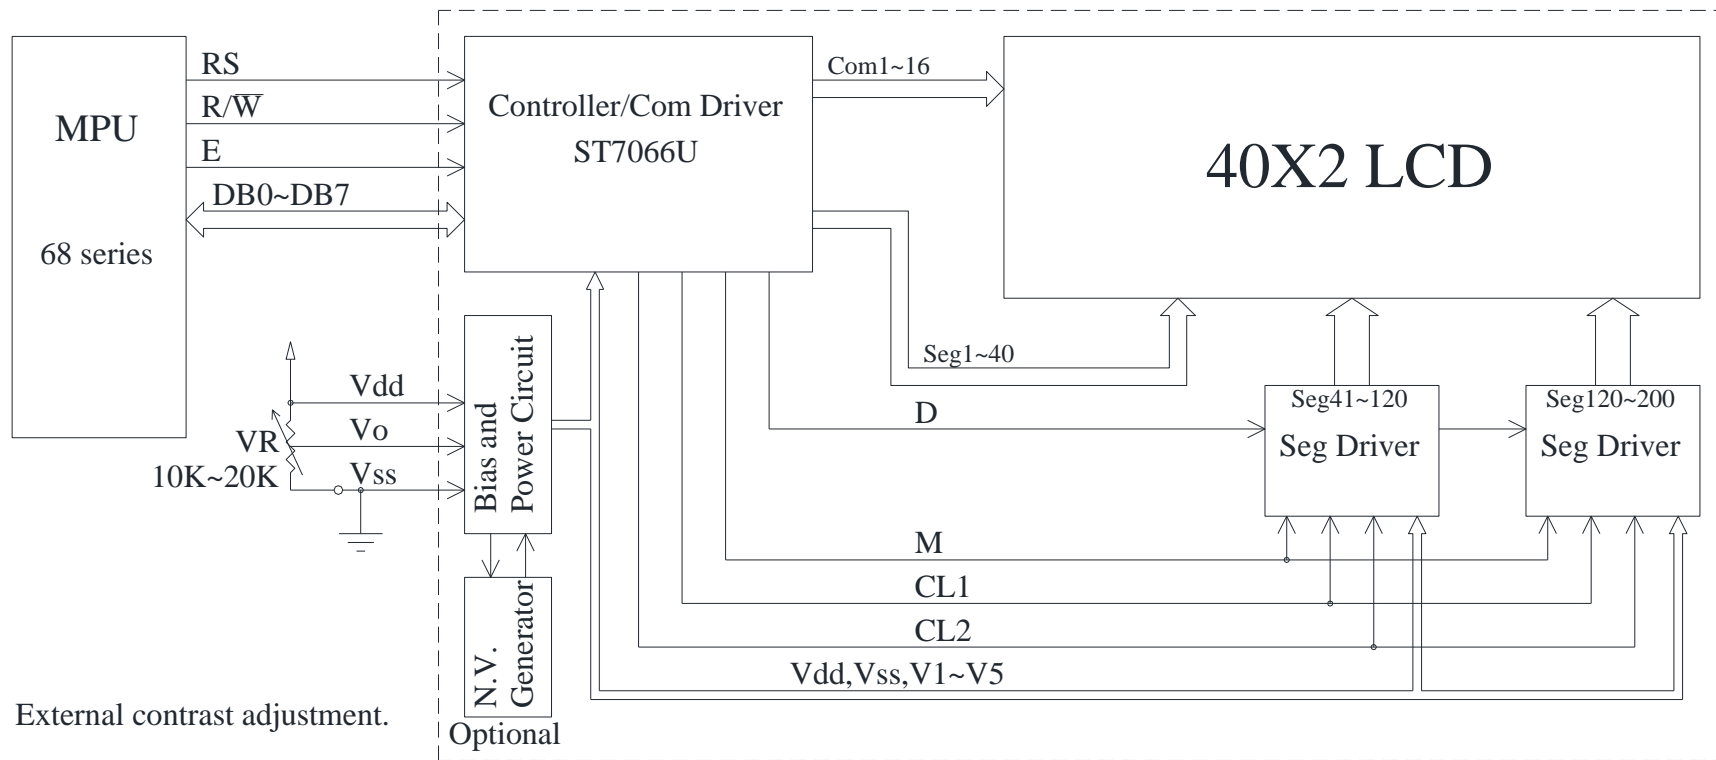 MPU
68 series
RS
R/W̅
E
DB0~DB7
Controller/Com Driver
ST7066U
Com1~16
40X2 LCD
Seg1~40
Vdd
Vo
Vss
VR
10K~20K
Bias and
Power Circuit
N.V.
Generator
Optional
D
M
CL1
CL2
Vdd,Vss,V1~V5
Seg41~120
Seg Driver
Seg120~200
Seg Driver
External contrast adjustment.